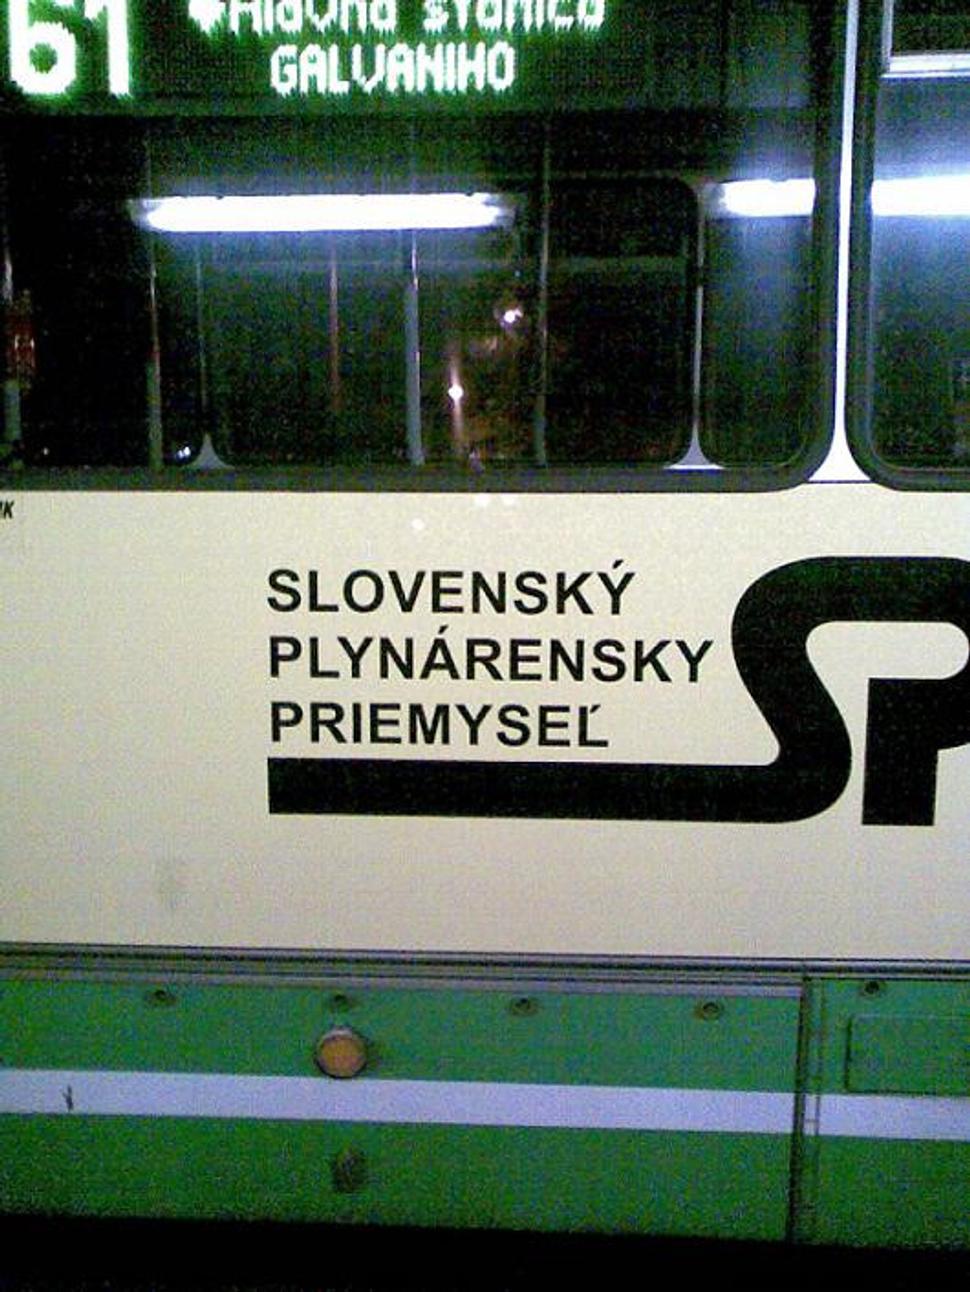 61
Hlavná stanica
GALVANIHO
SLOVENSKÝ
PLYNÁRENSKY
PRIEMYSEĽ
SP